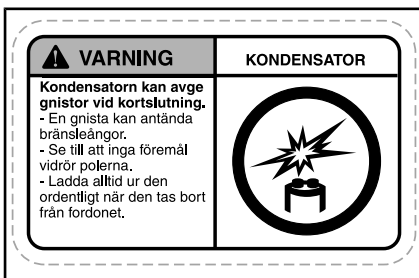 VARNING
KONDENSATOR
Kondensatorn kan avge
gnistor vid kortslutning.
- En gnista kan antända
bränsleångor.
- Se till att inga föremål
vidrör polerna.
- Ladda alltid ur den
ordentligt när den tas bort
från fordonet.